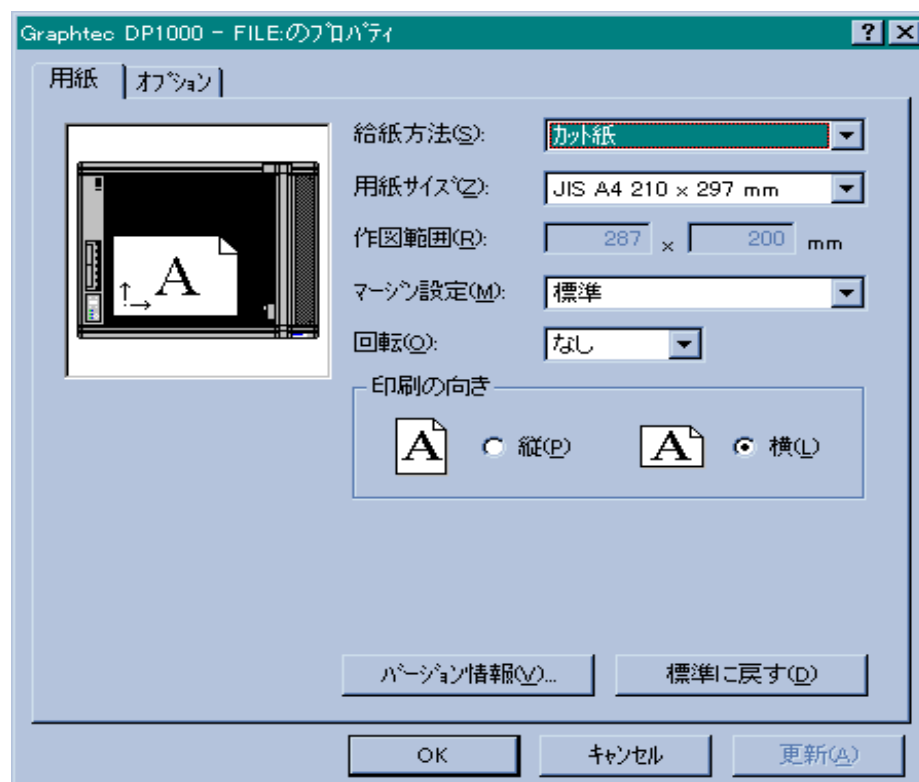 Graphtec DP1000 - FILE:のﾌﾟﾛﾊﾟﾃｨ
用紙 ｵﾌﾟｼｮﾝ
給紙方法(S): ｶｯﾄ紙
用紙ｻｲｽﾞ(Z): JIS A4 210 x 297 mm
作図範囲(R): 287 x 200 mm
ﾏｰｼﾞﾝ設定(M): 標準
回転(O): なし
印刷の向き
A 縦(P) A 横(L)
A
ﾊﾞｰｼﾞｮﾝ情報(V)... 標準に戻す(D)
OK ｷｬﾝｾﾙ 更新(A)